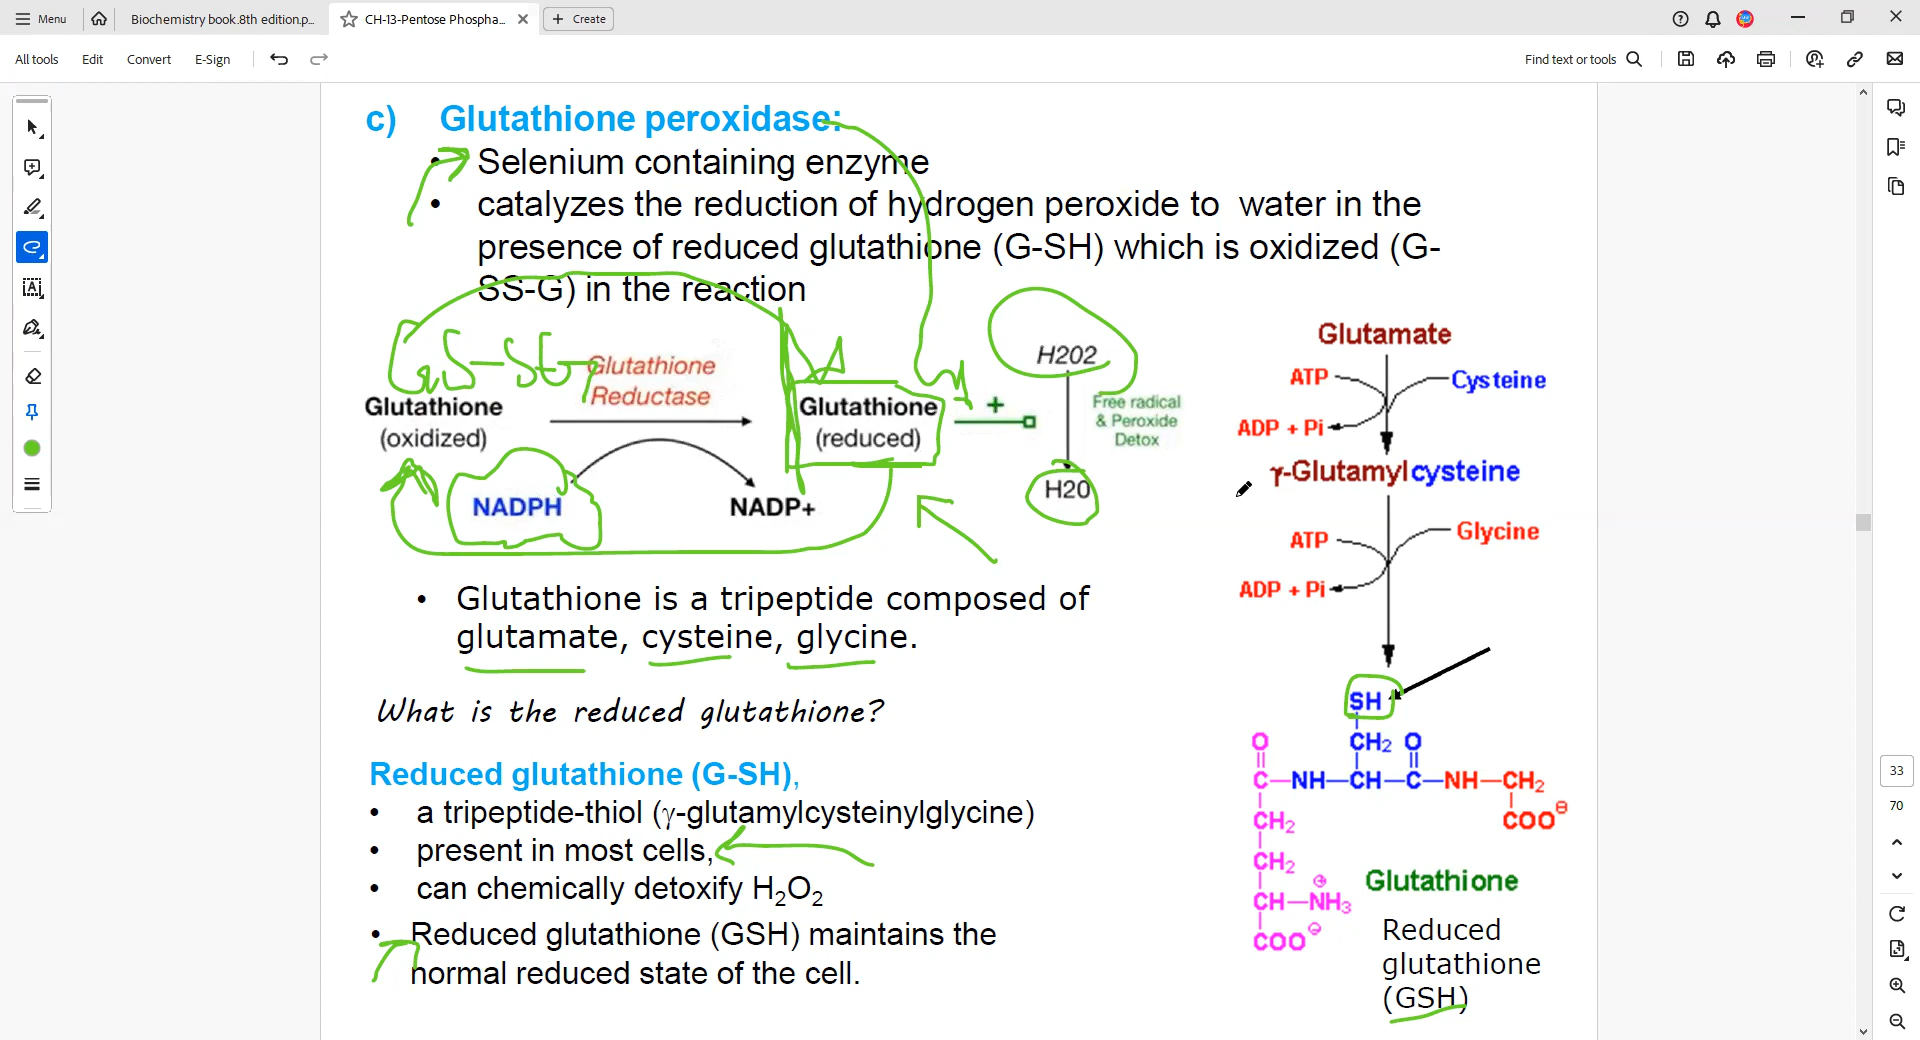 Menu
Biochemistry book.8th edition.p...
CH-13-Pentose Phospha...
Create
All tools
Edit
Convert
E-Sign
Find text or tools
c) Glutathione peroxidase:
• Selenium containing enzyme
• catalyzes the reduction of hydrogen peroxide to water in the
presence of reduced glutathione (G-SH) which is oxidized (G-
SS-G) in the reaction
GS-SG
Glutathione
Reductase
Glutathione
(oxidized)
Glutathione
(reduced)
NADPH
NADP+
+
H2O2
Free radical
& Peroxide
Detox
H20
• Glutathione is a tripeptide composed of
glutamate, cysteine, glycine.
What is the reduced glutathione?
Reduced glutathione (G-SH),
• a tripeptide-thiol (γ-glutamylcysteinylglycine)
• present in most cells,
• can chemically detoxify H₂O₂
• Reduced glutathione (GSH) maintains the
normal reduced state of the cell.
Glutamate
ATP
Cysteine
ADP + Pi
γ-Glutamylcysteine
ATP
Glycine
ADP + Pi
SH
O
CH2
O
C—NH—CH—C—NH—CH2
CH2
COO⊖
CH2
⊕
CH—NH3
COO⊖
Glutathione
Reduced
glutathione
(GSH)
33
70